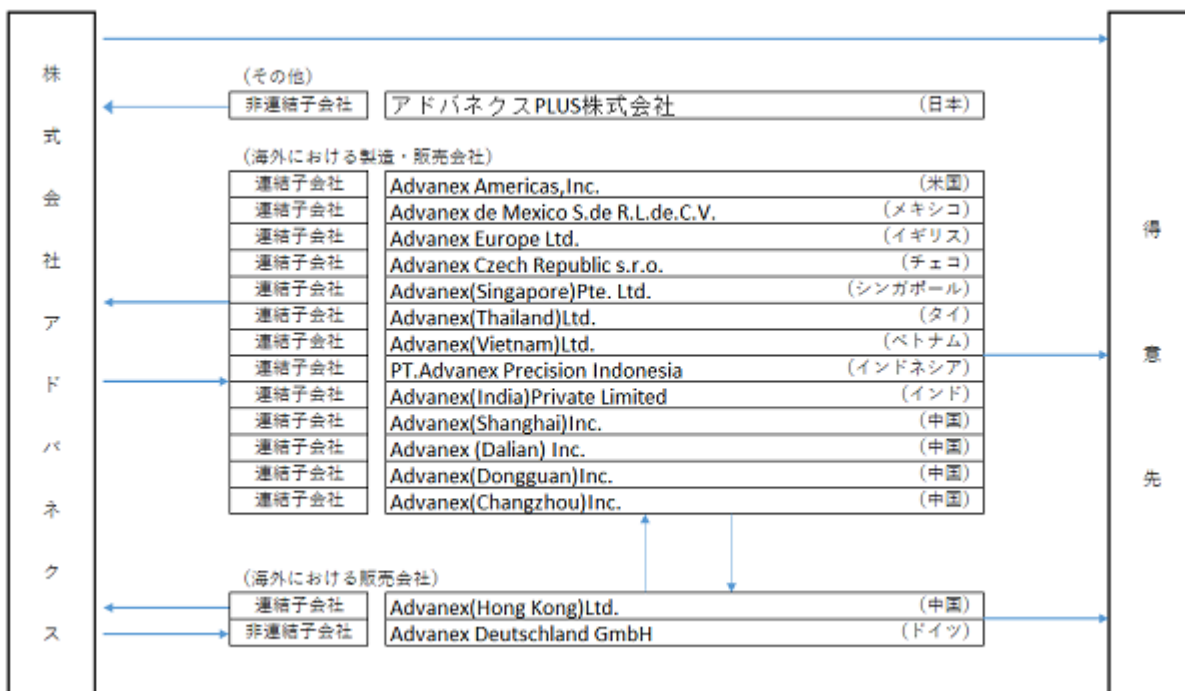 株式会社アドバネクス
(その他)
非連結子会社 アドバネクスPLUS株式会社 (日本)
(海外における製造・販売会社)
連結子会社 Advanex Americas,Inc. (米国)
連結子会社 Advanex de Mexico S.de R.L.de.C.V. (メキシコ)
連結子会社 Advanex Europe Ltd. (イギリス)
連結子会社 Advanex Czech Republic s.r.o. (チェコ)
連結子会社 Advanex(Singapore)Pte. Ltd. (シンガポール)
連結子会社 Advanex(Thailand)Ltd. (タイ)
連結子会社 Advanex(Vietnam)Ltd. (ベトナム)
連結子会社 PT.Advanex Precision Indonesia (インドネシア)
連結子会社 Advanex(India)Private Limited (インド)
連結子会社 Advanex(Shanghai)Inc. (中国)
連結子会社 Advanex (Dalian) Inc. (中国)
連結子会社 Advanex(Dongguan)Inc. (中国)
連結子会社 Advanex(Changzhou)Inc. (中国)
(海外における販売会社)
連結子会社 Advanex(Hong Kong)Ltd. (中国)
非連結子会社 Advanex Deutschland GmbH (ドイツ)
得意先